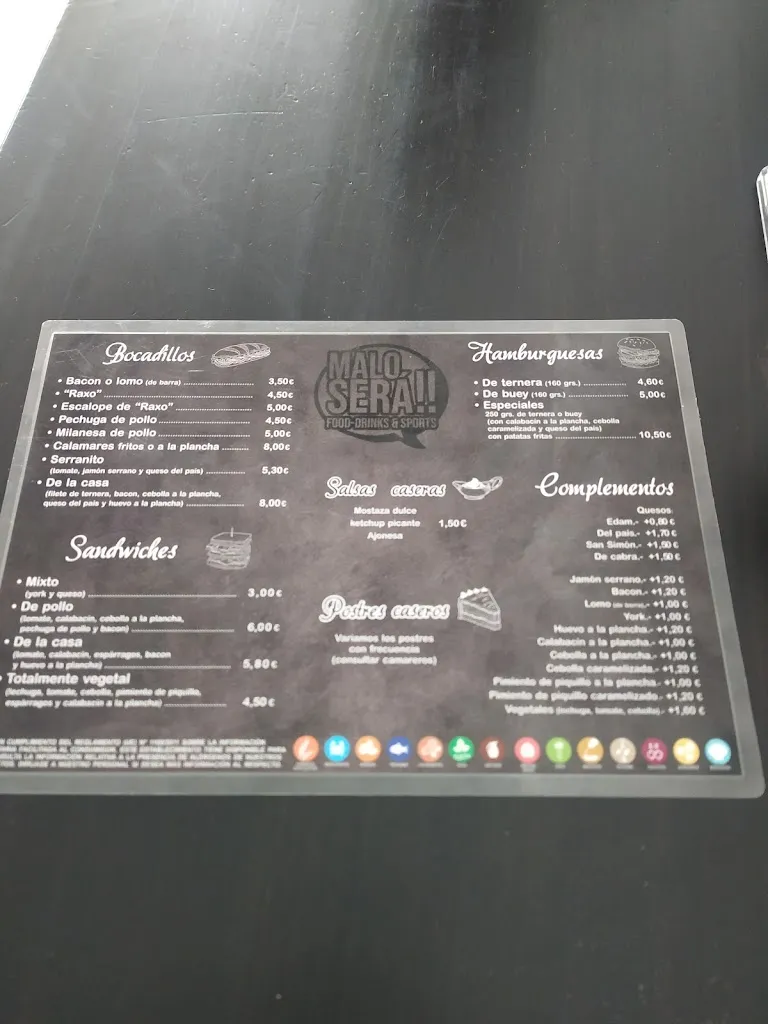 Bocadillos
• Bacon o lomo (de barra) 3,50€
• "Raxo" 4,50€
• Escalope de "Raxo" 5,00€
• Pechuga de pollo 4,50€
• Milanesa de pollo 5,00€
• Calamares fritos o a la plancha 8,00€
• Serranito
(tomate, jamón serrano y queso del país) 5,30€
• De la casa
(filete de ternera, bacon, cebolla a la plancha,
queso del país y huevo a la plancha) 8,00€
Sandwiches
• Mixto
(york y queso) 3,00€
• De pollo
(tomate, calabacín, cebolla a la plancha,
pechuga de pollo y bacon) 6,00€
• De la casa
(tomate, calabacín, espárragos, bacon
y huevo a la plancha) 5,80€
• Totalmente vegetal
(lechuga, tomate, cebolla, pimiento de piquillo,
espárragos y calabacín a la plancha) 4,50€
MALO,
SERÁ!!
FOOD-DRINKS & SPORTS
Salsas caseras
Mostaza dulce
ketchup picante 1,50€
Ajonesa
Postres caseros
Variamos los postres
con frecuencia
(consultar camareros)
Hamburguesas
• De ternera (160 grs.) 4,60€
• De buey (160 grs.) 5,00€
• Especiales
250 grs. de ternera o buey
(con calabacín a la plancha, cebolla
caramelizada y queso del país)
con patatas fritas 10,50€
Complementos
Quesos:
Edam.- +0,80 €
Del país.- +1,70 €
San Simón.- +1,50 €
De cabra.- +1,50 €
Jamón serrano.- +1,20 €
Bacon.- +1,20 €
Lomo (de barra).- +1,00 €
York.- +1,00 €
Huevo a la plancha.- +1,20 €
Calabacín a la plancha.- +1,00 €
Cebolla a la plancha.- +1,00 €
Cebolla caramelizada.- +1,20 €
Pimiento de piquillo a la plancha.- +1,00 €
Pimiento de piquillo caramelizado.- +1,20 €
Vegetales (lechuga, tomate, cebolla).- +1,60 €